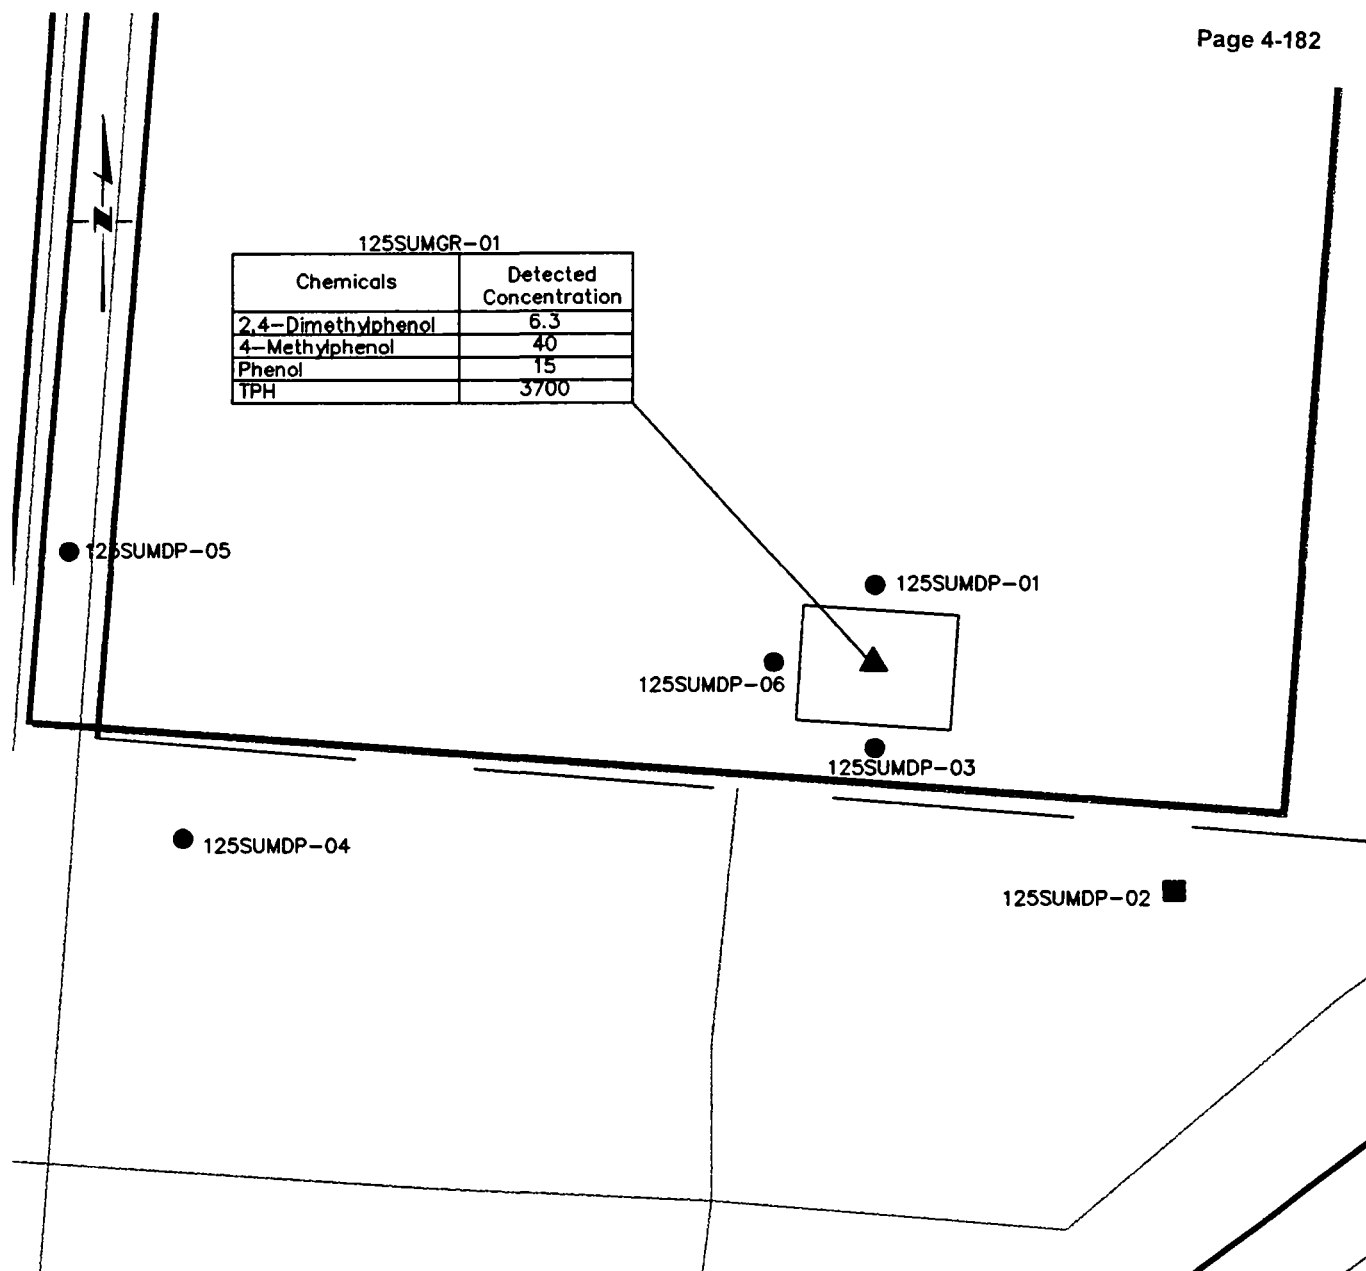 Page 4-182
N
125SUMGR-01
Chemicals
Detected
Concentration
2,4-Dimethylphenol 6.3
4-Methylphenol 40
Phenol 15
TPH 3700
125SUMDP-05
125SUMDP-01
125SUMDP-06
125SUMDP-03
125SUMDP-04
125SUMDP-02